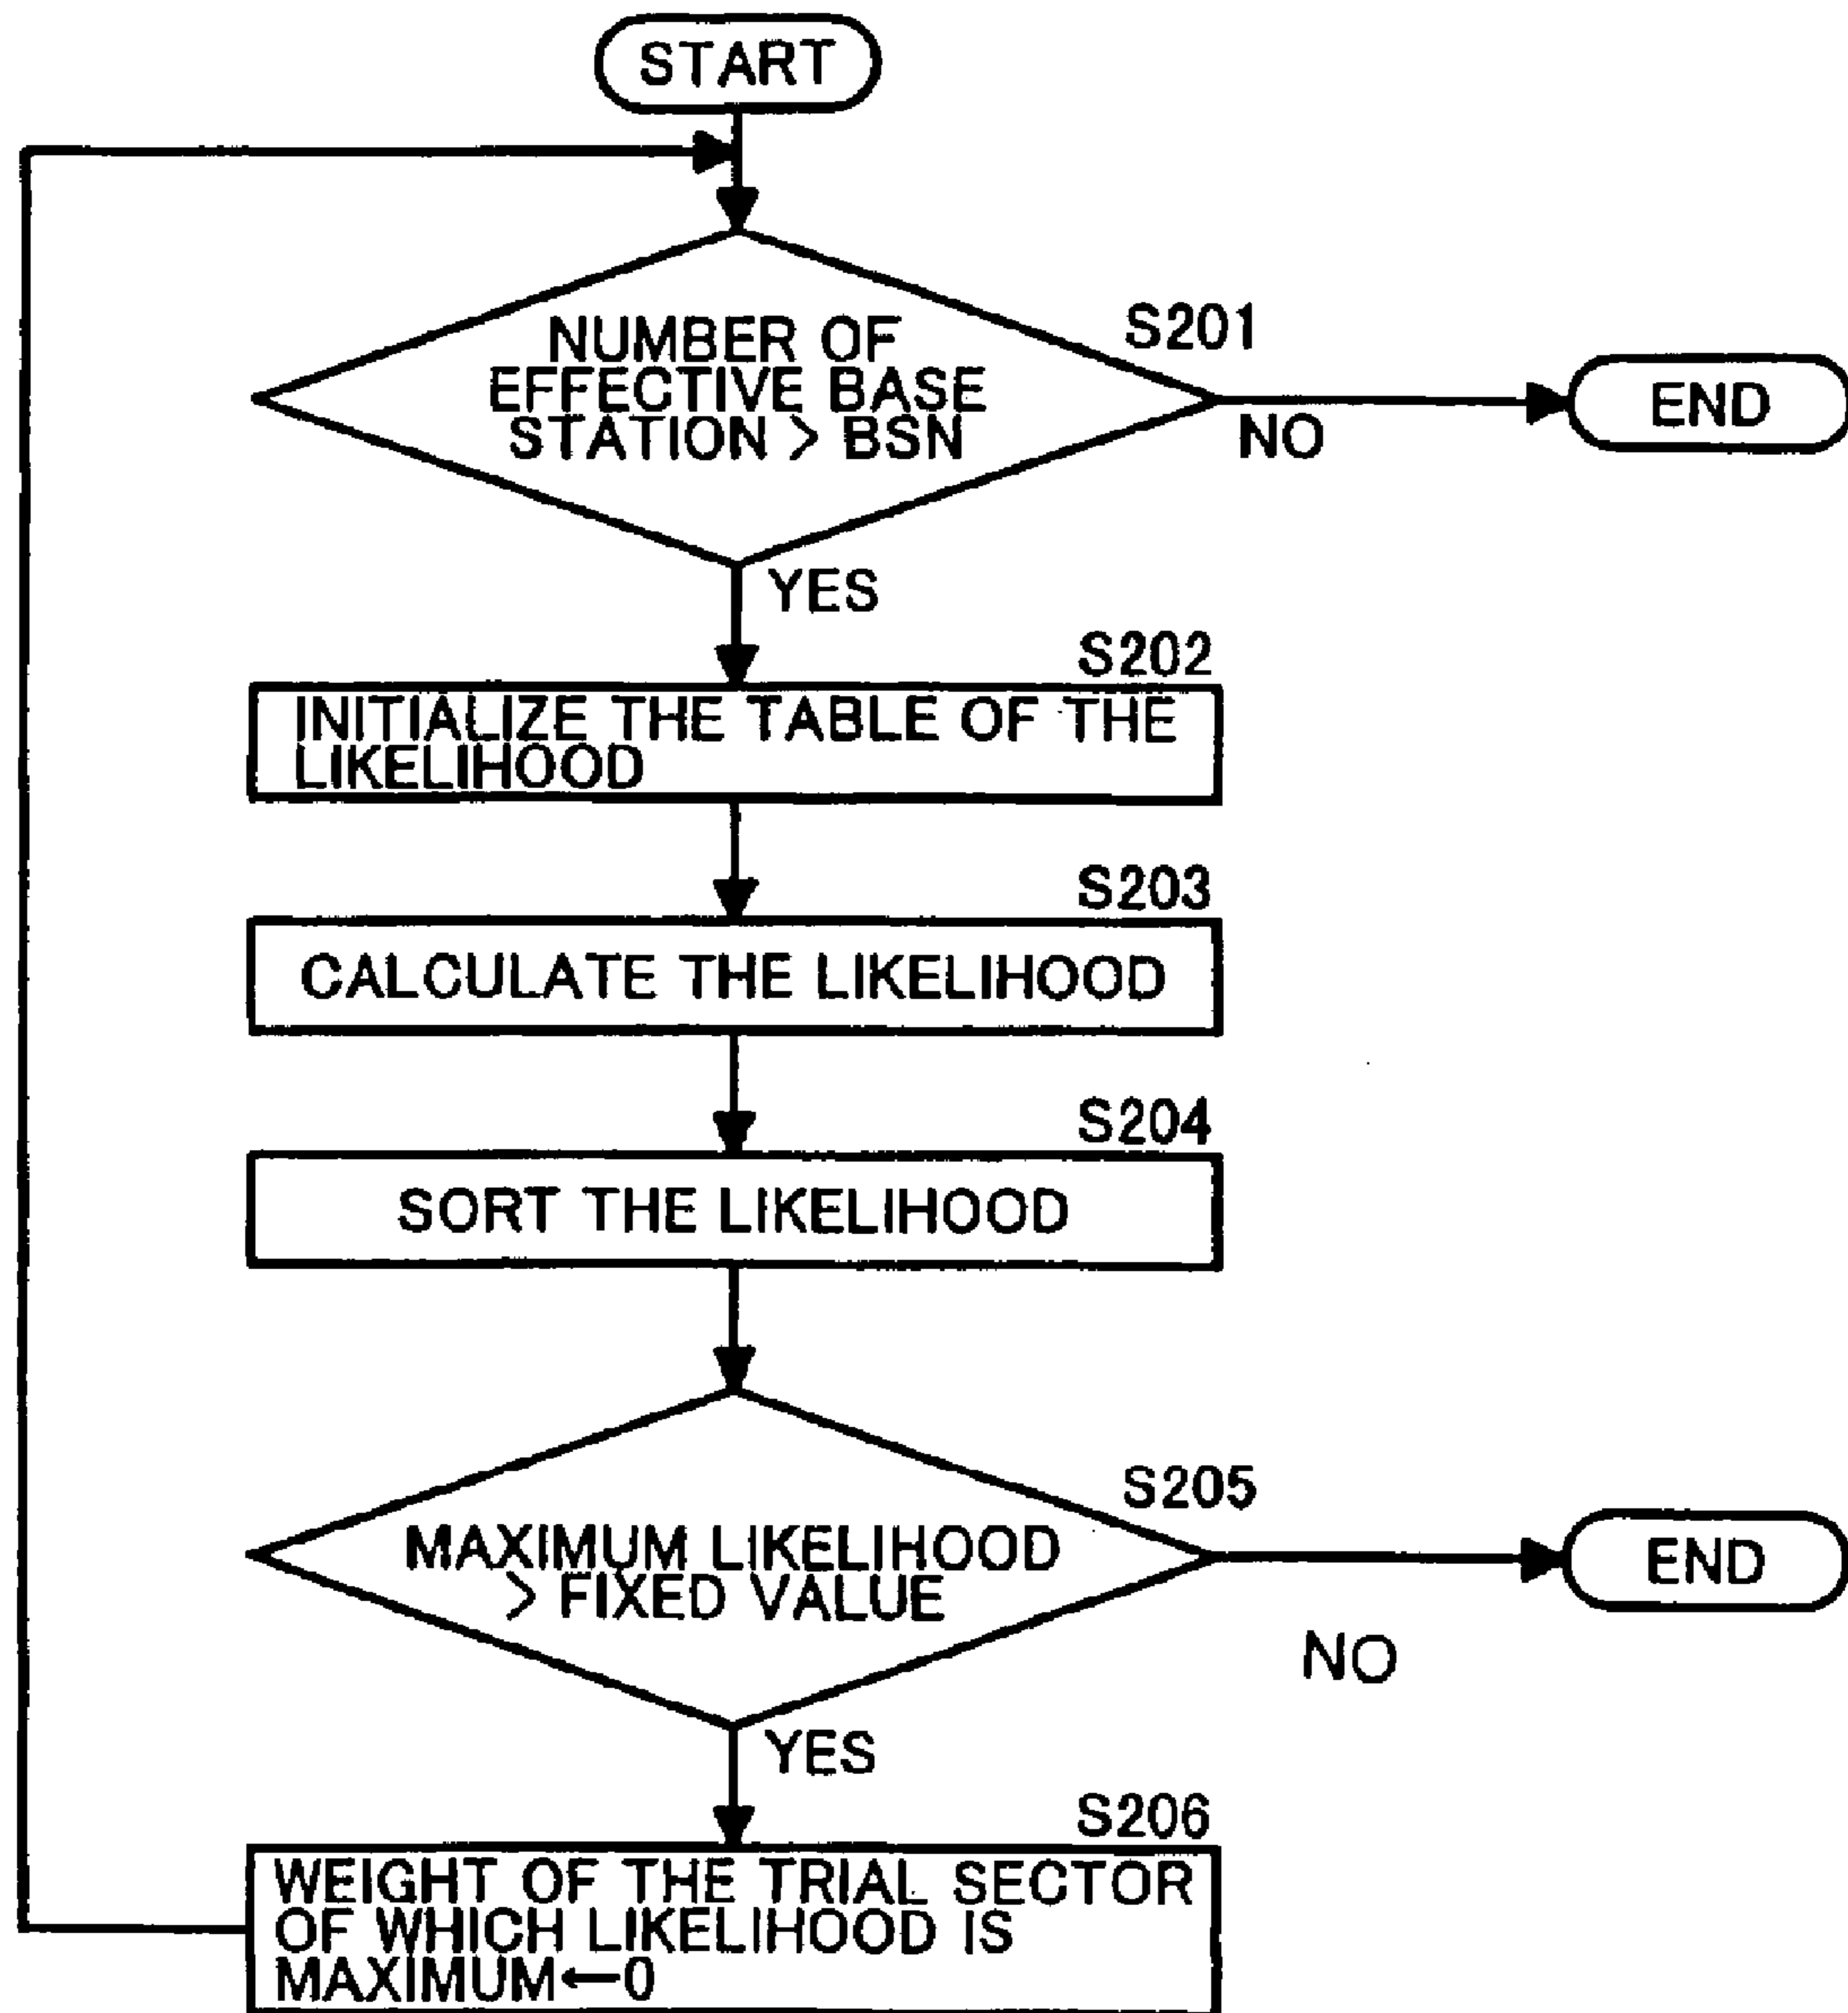 START
NUMBER OF
EFFECTIVE BASE
STATION > BSN
S201
NO
END
YES
S202
INITIALIZE THE TABLE OF THE
LIKELIHOOD
S203
CALCULATE THE LIKELIHOOD
S204
SORT THE LIKELIHOOD
S205
MAXIMUM LIKELIHOOD
> FIXED VALUE
END
NO
YES
S206
WEIGHT OF THE TRIAL SECTOR
OF WHICH LIKELIHOOD IS
MAXIMUM←0